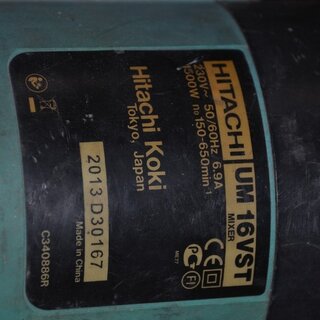 HITACHI UM 16VST
MIXER
230V~ 50/60Hz 6.9A
1500W n₀150-650min⁻¹
Hitachi Koki
Tokyo, Japan
2013 D30167
Made in China
C340886R